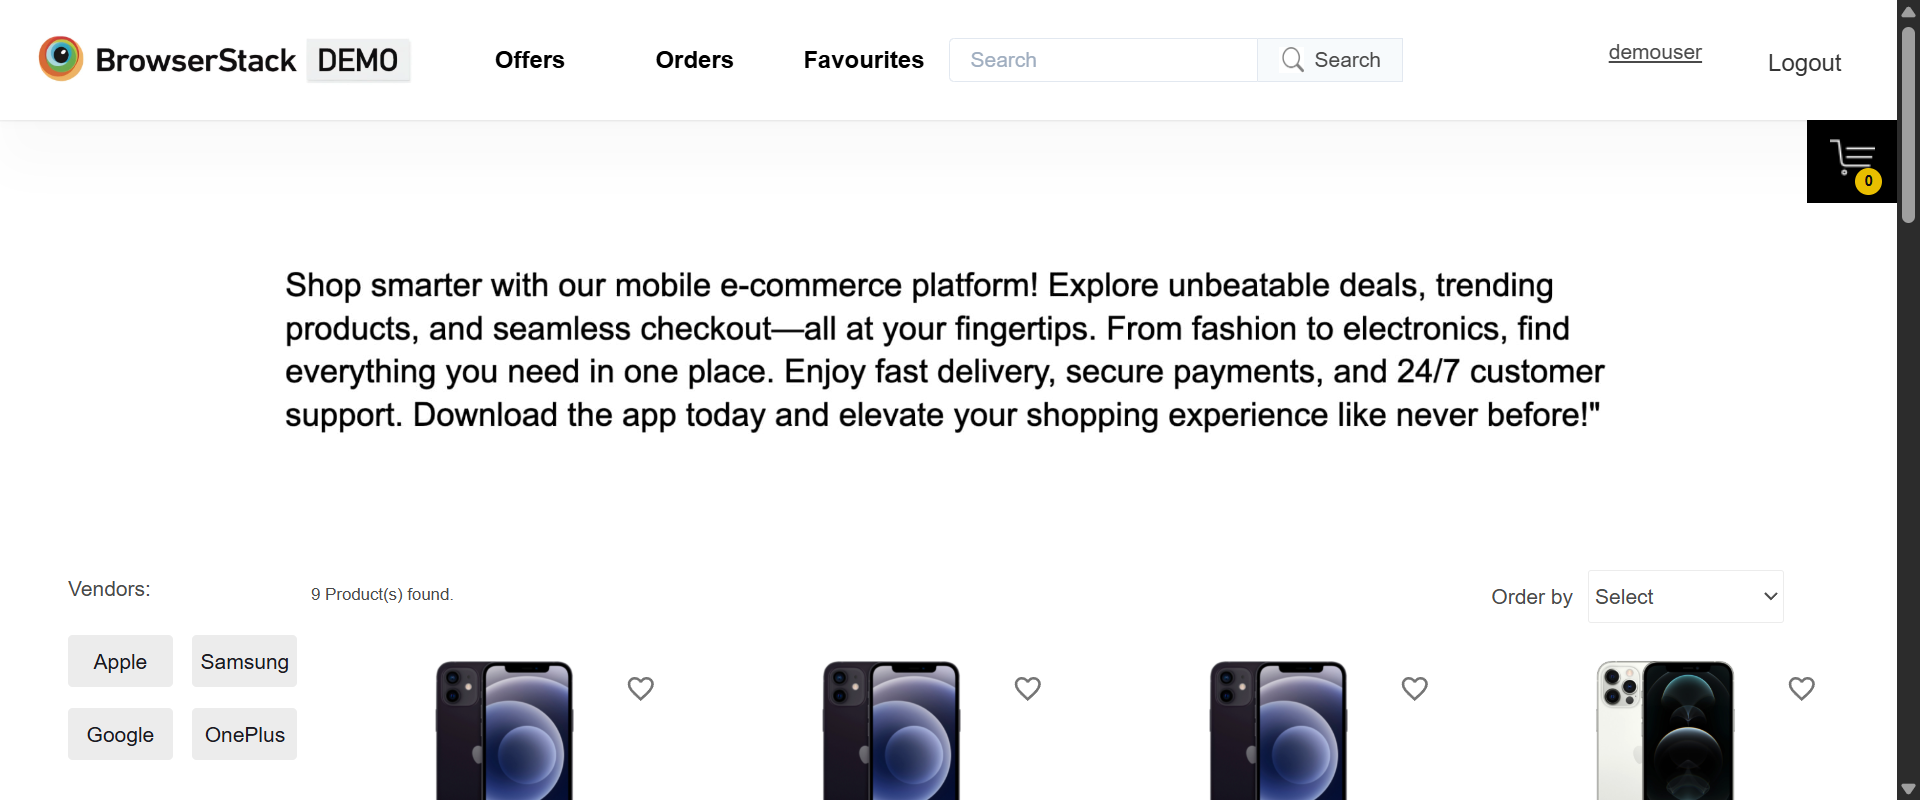 BrowserStack DEMO
Offers
Orders
Favourites
Search
Search
demouser
Logout
0
Shop smarter with our mobile e-commerce platform! Explore unbeatable deals, trending
products, and seamless checkout—all at your fingertips. From fashion to electronics, find
everything you need in one place. Enjoy fast delivery, secure payments, and 24/7 customer
support. Download the app today and elevate your shopping experience like never before!"
Vendors:
9 Product(s) found.
Order by
Select
Apple
Samsung
Google
OnePlus